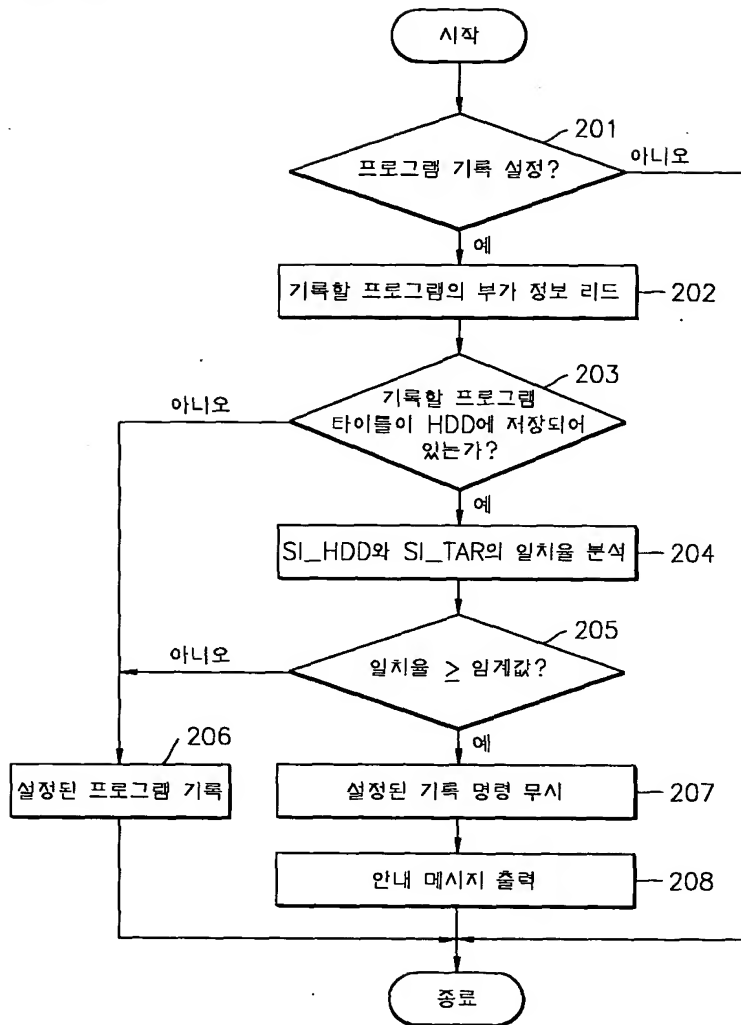 시작
201
프로그램 기록 설정?
아니오
예
기록할 프로그램의 부가 정보 리드
202
203
기록할 프로그램
타이틀이 HDD에 저장되어
있는가?
아니오
예
SI_HDD와 SI_TAR의 일치율 분석
204
205
일치율 ≥ 임계값?
아니오
예
206
설정된 프로그램 기록
설정된 기록 명령 무시
207
안내 메시지 출력
208
종료